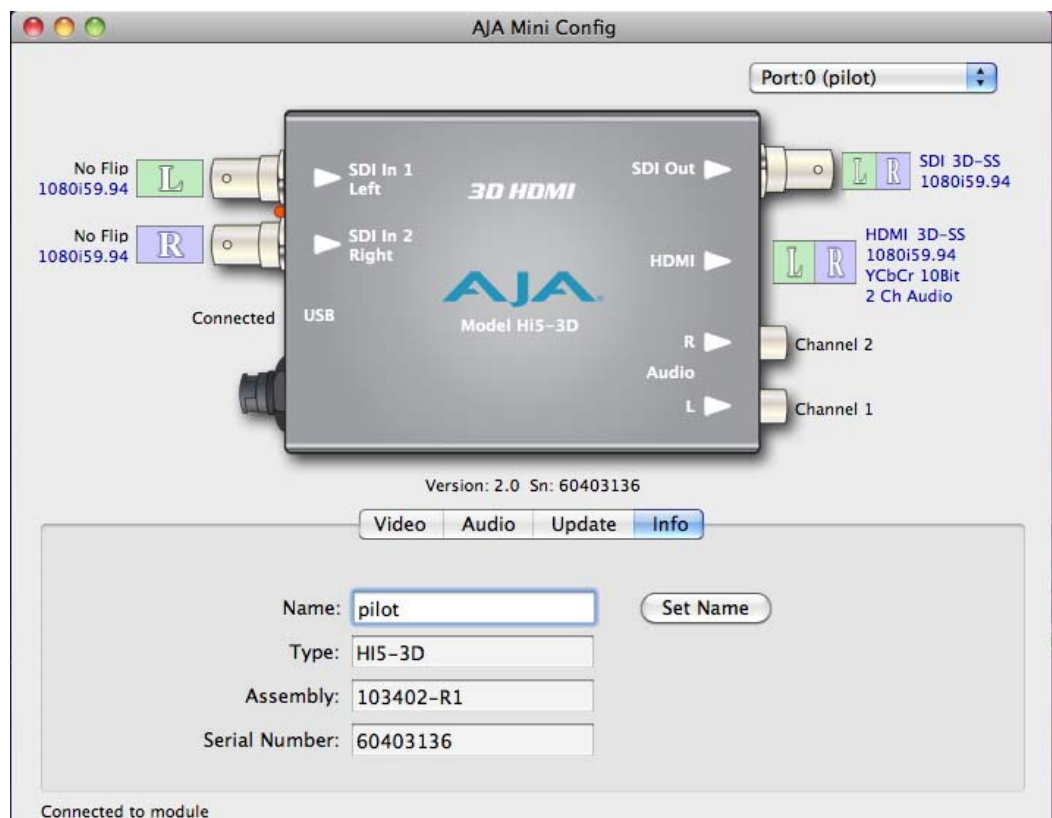 AJA Mini Config
Port:0 (pilot)
No Flip
1080i59.94
L
SDI In 1
Left
3D HDMI
SDI Out
L R
SDI 3D-SS
1080i59.94
No Flip
1080i59.94
R
SDI In 2
Right
HDMI
L R
HDMI 3D-SS
1080i59.94
YCbCr 10Bit
2 Ch Audio
Connected
USB
AJA
Model Hi5-3D
R
Channel 2
Audio
L
Channel 1
Version: 2.0 Sn: 60403136
Video Audio Update Info
Name: pilot Set Name
Type: HI5-3D
Assembly: 103402-R1
Serial Number: 60403136
Connected to module